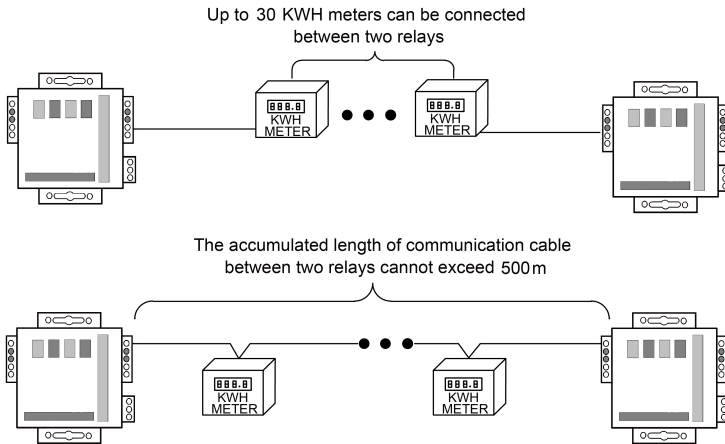 Up to 30 KWH meters can be connected
between two relays
888.8
KWH
METER
888.8
KWH
METER
The accumulated length of communication cable
between two relays cannot exceed 500m
888.8
KWH
METER
888.8
KWH
METER